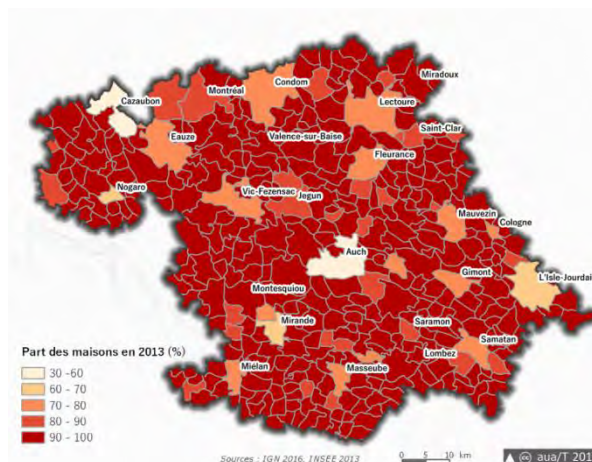 Miradoux
Condom
Cazaubon
Montréal
Lectoure
Saint-Clar
Eauze
Valence-sur-Baïse
Fleurance
Nogaro
Vic-Fezensac
Jegun
Mauvezin
Cologne
Auch
Gimont
L'Isle-Jourdai
Montesquiou
Mirande
Saramon
Samatan
Lombez
Miélan
Masseube
Part des maisons en 2013 (%)
30 -60
60 - 70
70 - 80
80 - 90
90 - 100
Sources : IGN 2016, INSEE 2013
0 5 10 km
cc aua/T 201